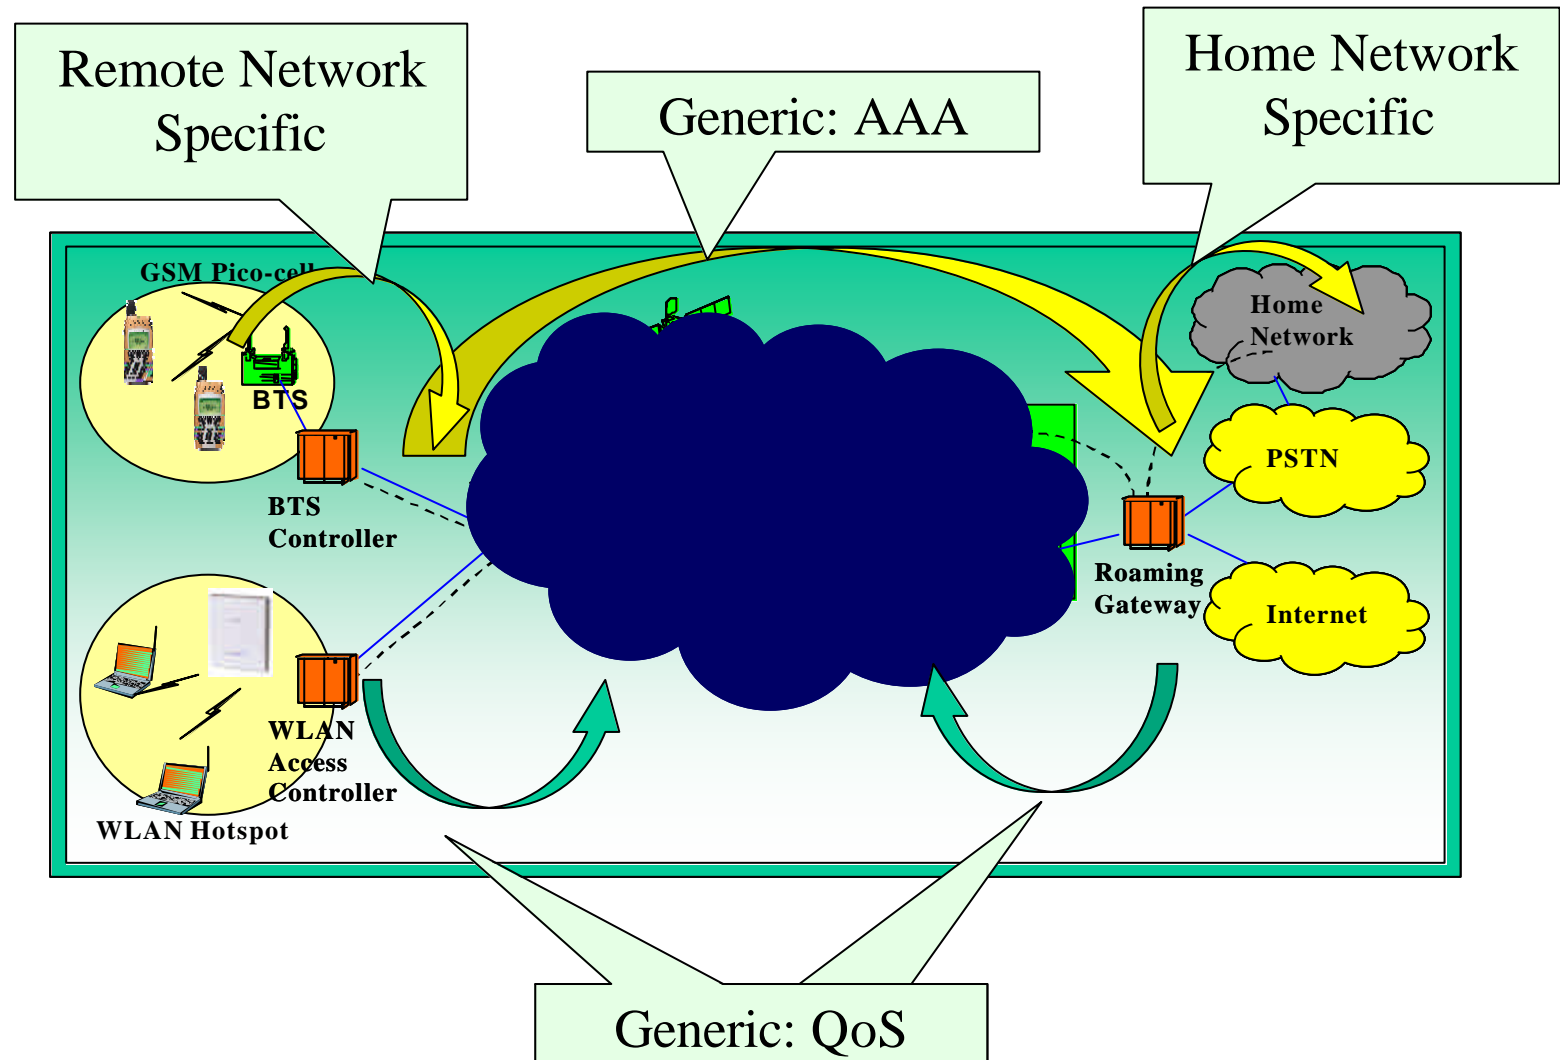 Remote Network
Specific
Generic: AAA
Home Network
Specific
GSM Pico-cell
BTS
BTS
Controller
Home
Network
PSTN
Roaming
Gateway
Internet
WLAN
Access
Controller
WLAN Hotspot
Generic: QoS